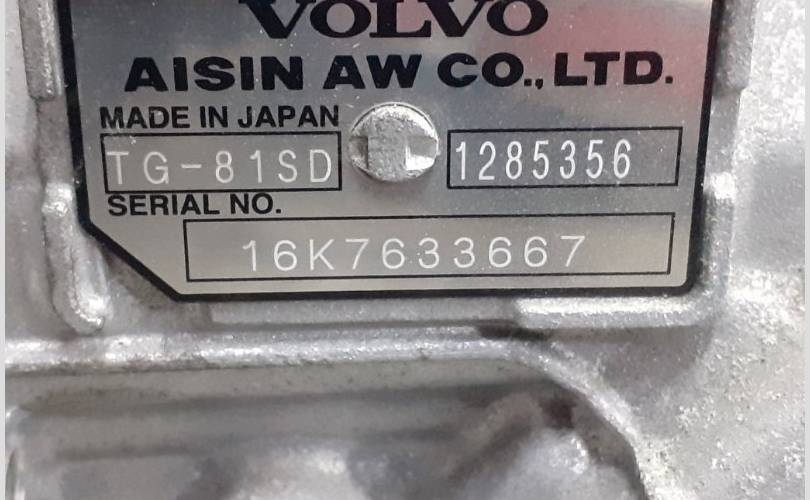 VOLVO
AISIN AW CO., LTD.
MADE IN JAPAN
TG-81SD 1285356
SERIAL NO.
16K7633667